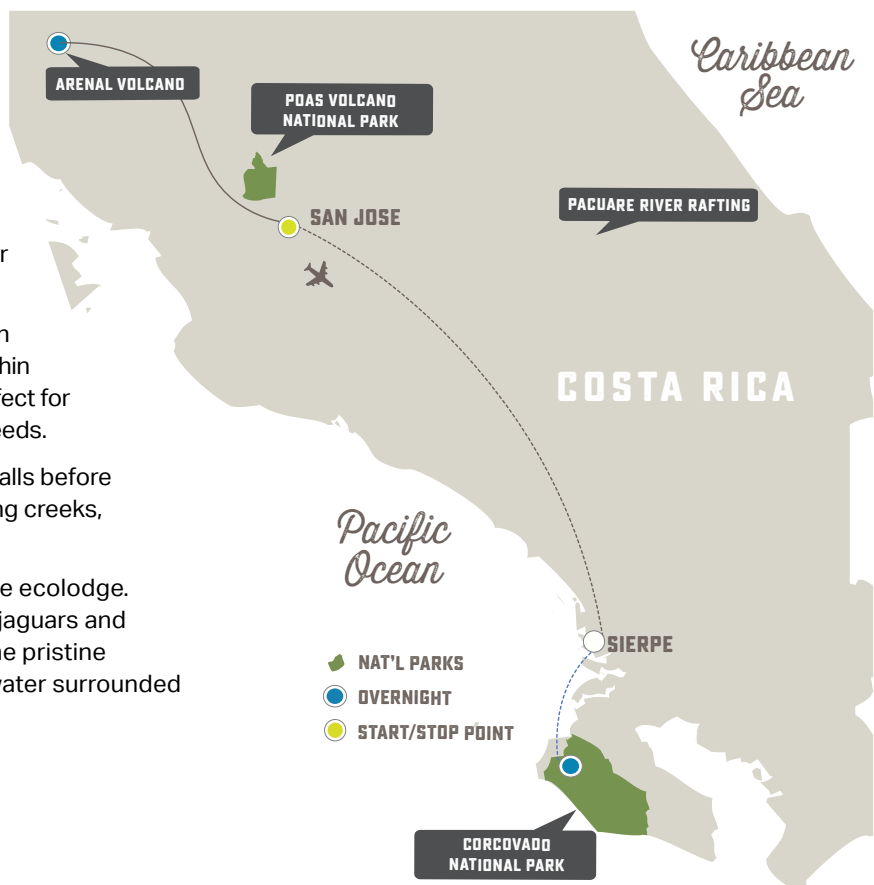 Caribbean
Sea
ARENAL VOLCANO
POAS VOLCANO
NATIONAL PARK
PACUARE RIVER RAFTING
SAN JOSE
COSTA RICA
Pacific
Ocean
SIERPE
NAT'L PARKS
OVERNIGHT
START/STOP POINT
CORCOVADO
NATIONAL PARK
r
n
hin
fect for
eeds.
alls before
ng creeks,
e ecolodge.
jaguars and
ne pristine
water surrounded